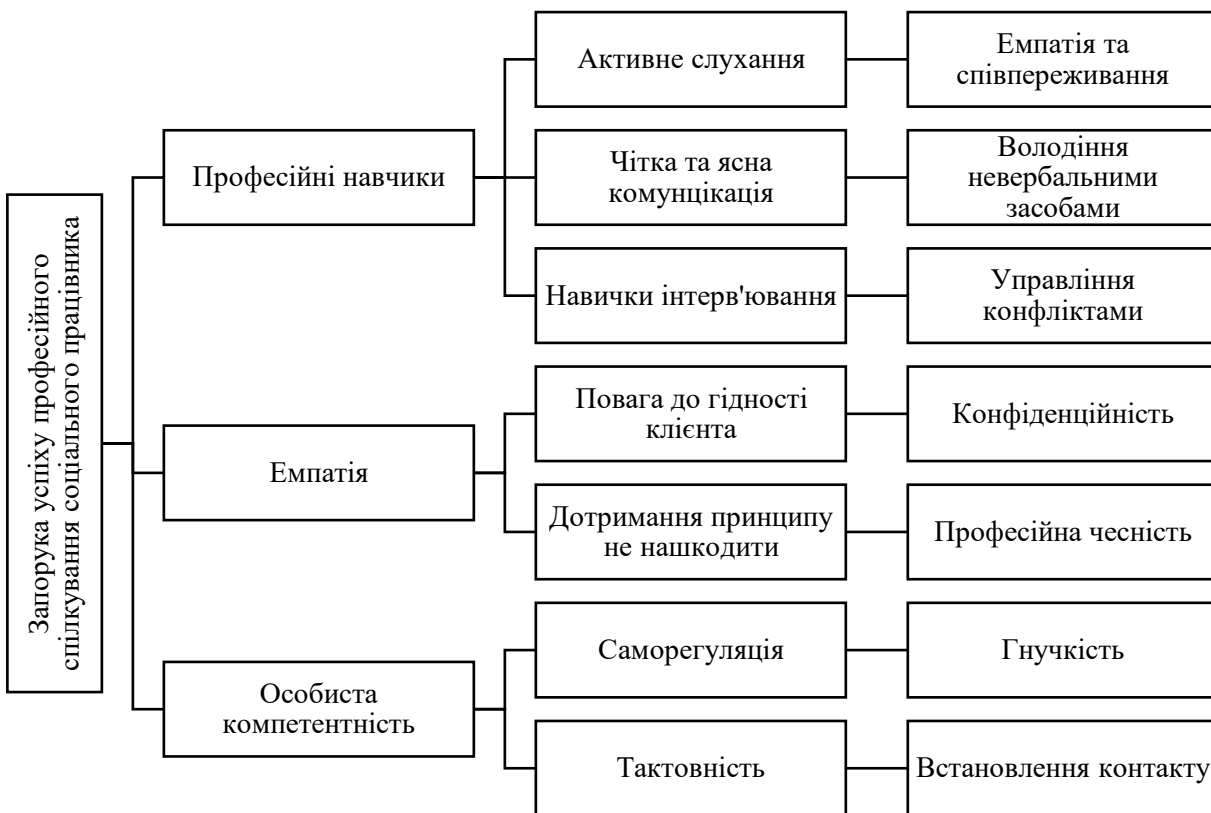 Запорука успіху професійного
спілкування соціального працівника
Професійні навчики
Активне слухання
Емпатія та
співпереживання
Чітка та ясна
комунцікація
Володіння
невербальними
засобами
Навички інтерв'ювання
Управління
конфліктами
Емпатія
Повага до гідності
клієнта
Конфіденційність
Дотримання принципу
не нашкодити
Професійна чесність
Особиста
компетентність
Саморегуляція
Гнучкість
Тактовність
Встановлення контакту